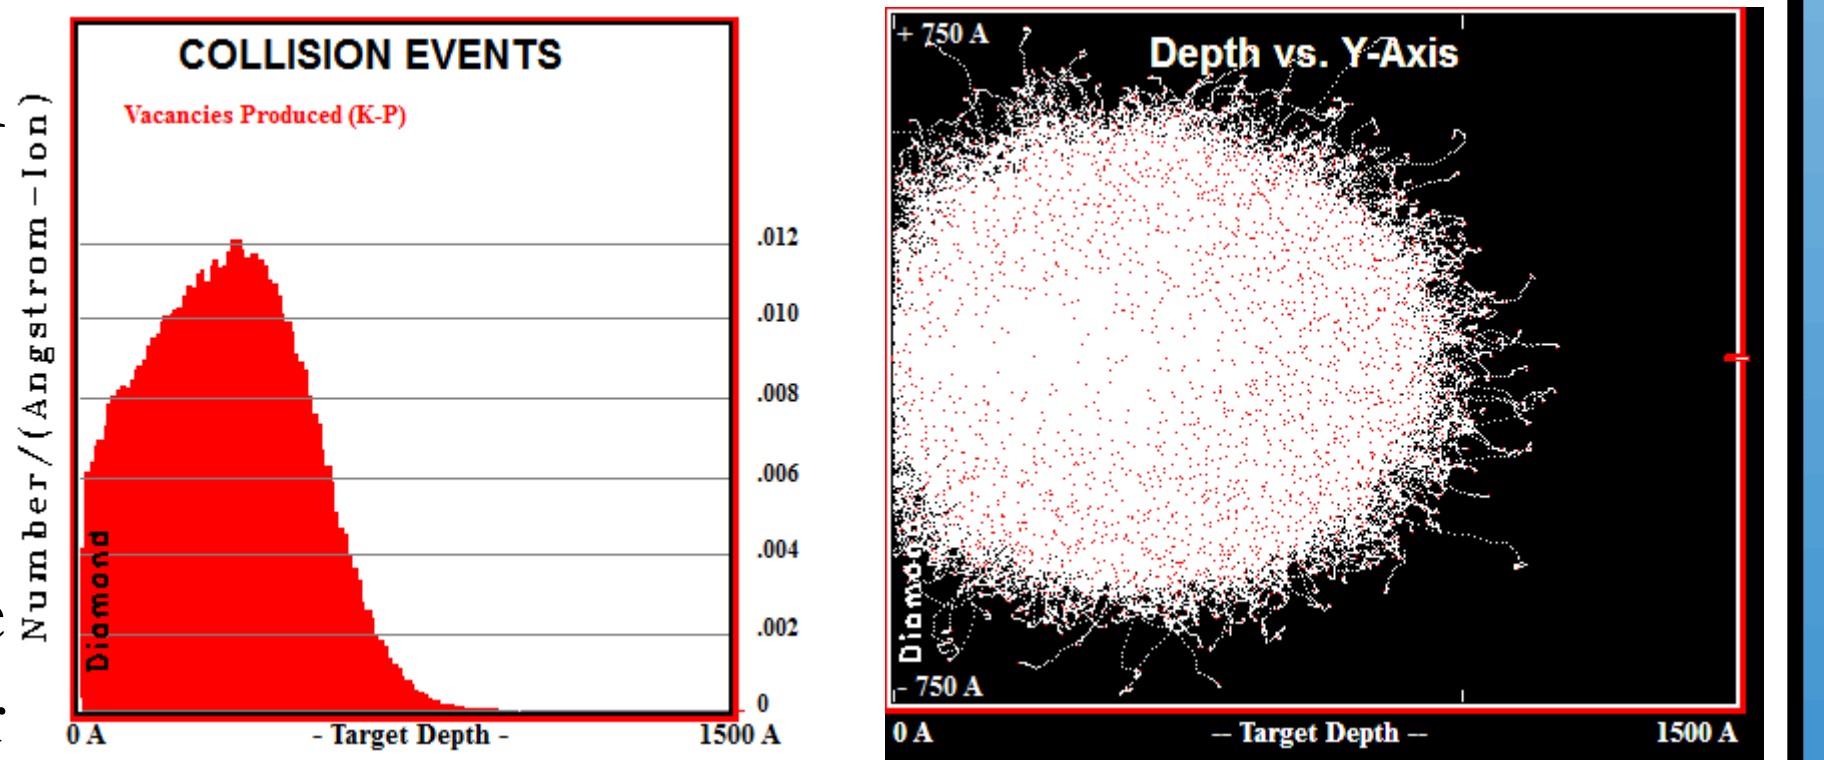 COLLISION EVENTS
Vacancies Produced (K-P)
Number/(Angstrom-Ion)
.012
.010
.008
.006
.004
.002
0
Diamond
0 A
- Target Depth -
1500 A
+ 750 A
Depth vs. Y-Axis
- 750 A
0 A
-- Target Depth --
1500 A